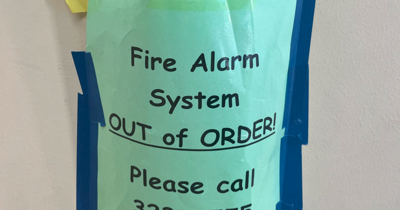 Fire Alarm
System
OUT of ORDER!
Please call